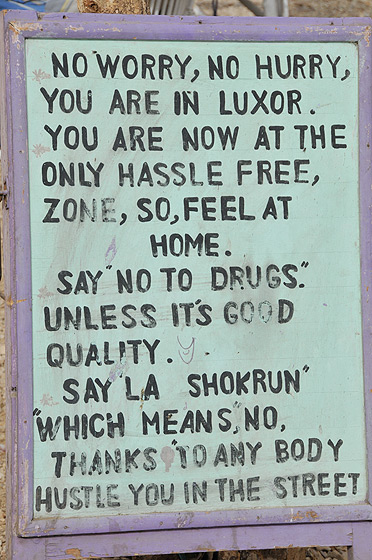 NO WORRY, NO HURRY,
YOU ARE IN LUXOR.
YOU ARE NOW AT THE
ONLY HASSLE FREE,
ZONE, SO, FEEL AT
HOME.
SAY "NO TO DRUGS."
UNLESS IT'S GOOD
QUALITY.
SAY LA SHOKRUN"
"WHICH MEANS", NO,
THANKS "TO ANY BODY
HUSTLE YOU IN THE STREET